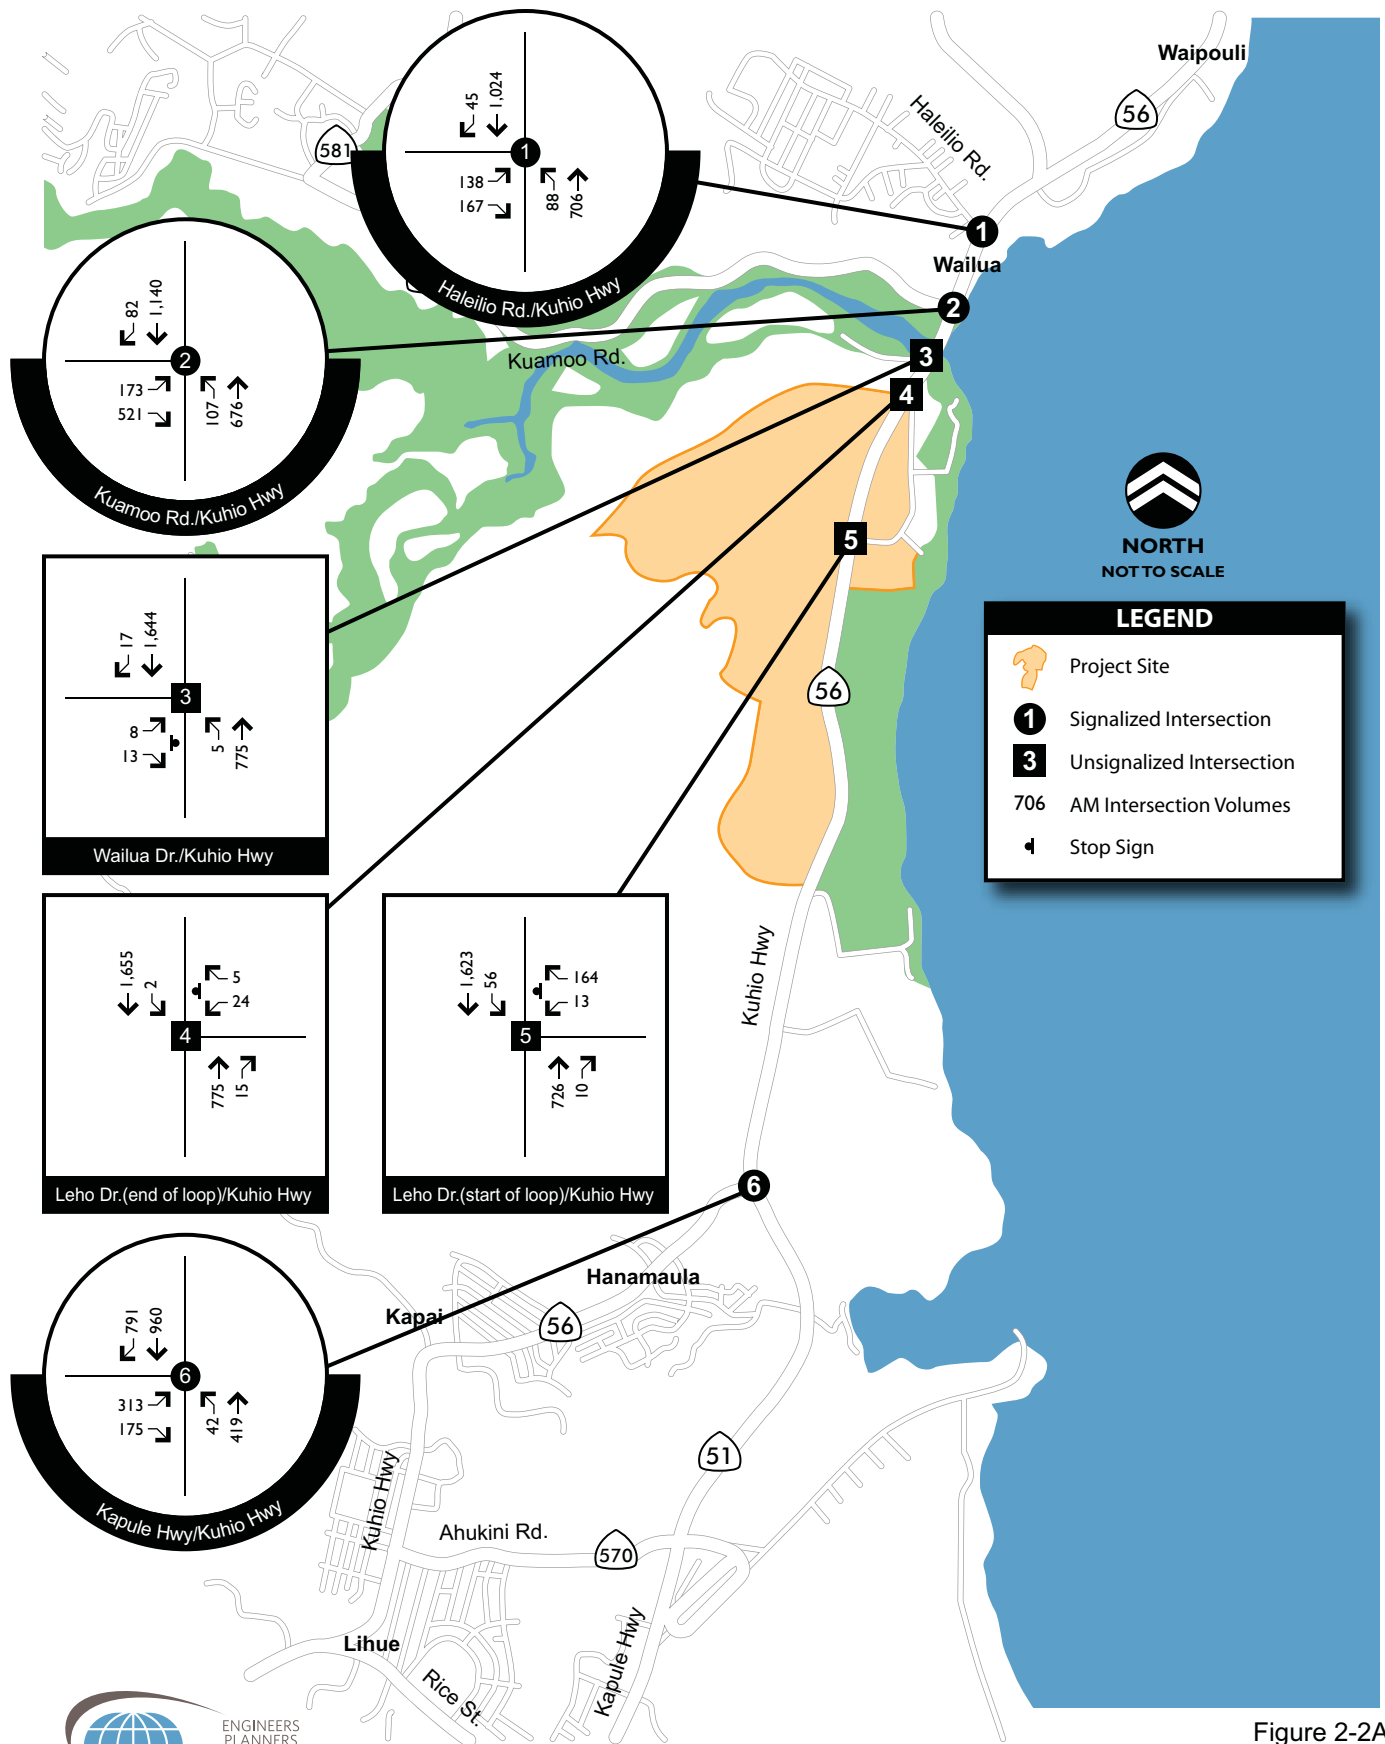 Waipouli
56
Haleilio Rd.
581
45
1,024
1
138
167
88
706
Haleilio Rd./Kuhio Hwy
1
Wailua
2
82
1,140
2
173
521
107
676
Kuamoo Rd./Kuhio Hwy
Kuamoo Rd.
3
4
5
NORTH
NOT TO SCALE
LEGEND
Project Site
1 Signalized Intersection
3 Unsignalized Intersection
706 AM Intersection Volumes
Stop Sign
17
1,644
3
8
13
5
775
Wailua Dr./Kuhio Hwy
56
1,655
2
5
24
4
775
15
Leho Dr.(end of loop)/Kuhio Hwy
1,623
56
164
13
5
726
10
Leho Dr.(start of loop)/Kuhio Hwy
Kuhio Hwy
6
Hanamaula
Kapai
56
791
960
6
313
175
42
419
Kapule Hwy/Kuhio Hwy
51
Kuhio Hwy
Ahukini Rd.
570
Kapule Hwy
Lihue
Rice St.
ENGINEERS
PLANNERS
Figure 2-2A